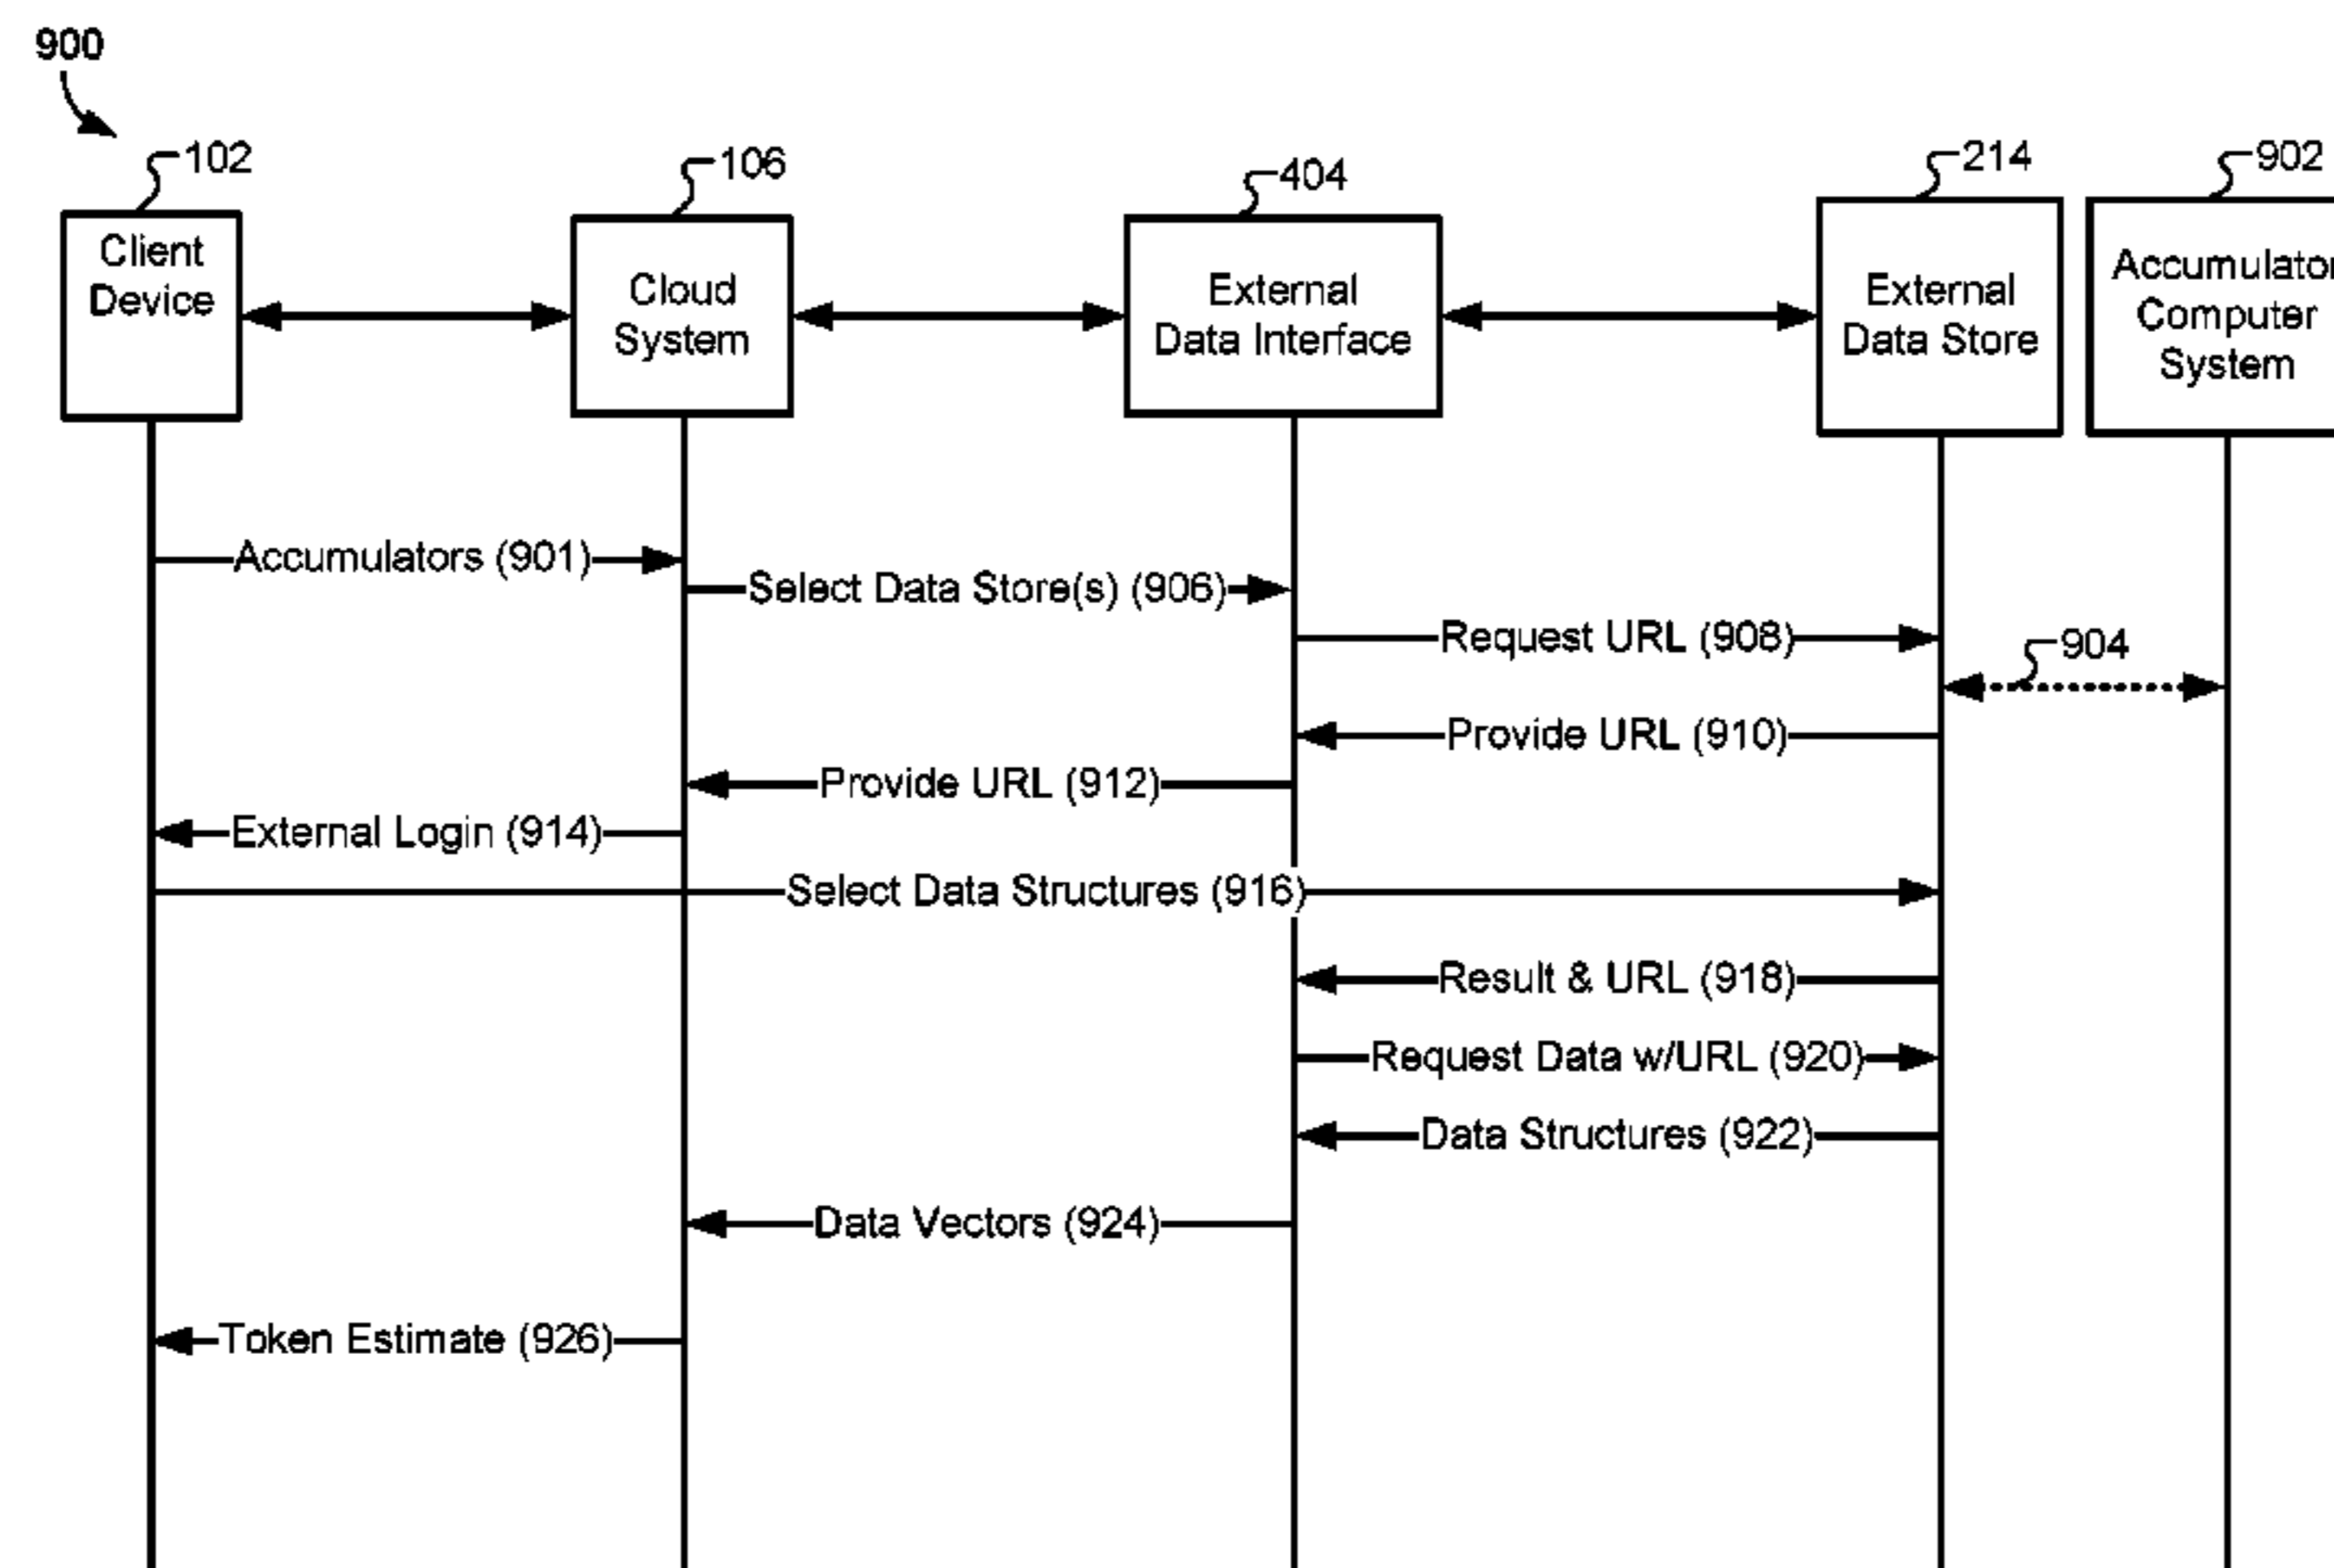 900
102
106
404
214
902
Client
Device
Cloud
System
External
Data Interface
External
Data Store
Accumulator
Computer
System
Accumulators (901)
Select Data Store(s) (906)
Request URL (908)
904
Provide URL (910)
Provide URL (912)
External Login (914)
Select Data Structures (916)
Result & URL (918)
Request Data w/URL (920)
Data Structures (922)
Data Vectors (924)
Token Estimate (926)